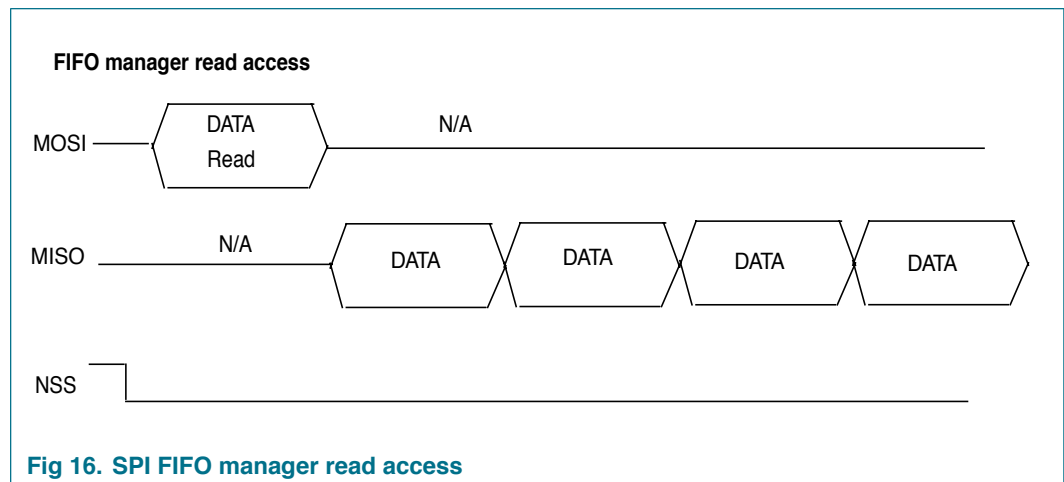 FIFO manager read access
DATA
Read
N/A
MOSI
N/A
MISO
DATA
DATA
DATA
DATA
NSS
Fig 16. SPI FIFO manager read access